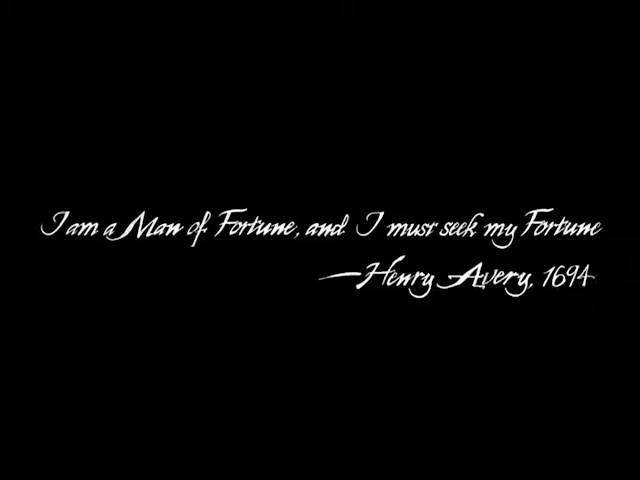 I am a Man of Fortune, and I must seek my Fortune
—Henry Avery, 1694